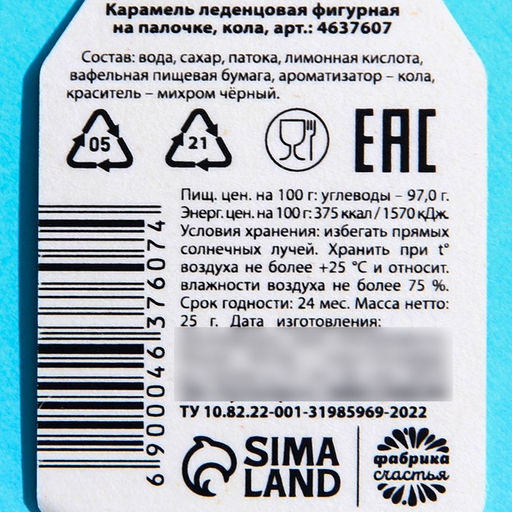 Карамель леденцовая фигурная
на палочке, кола, арт.: 4637607
Состав: вода, сахар, патока, лимонная кислота,
вафельная пищевая бумага, ароматизатор – кола,
краситель – михром чёрный.
05
21
EAC
Пищ. цен. на 100 г: углеводы – 97,0 г.
Энерг. цен. на 100 г: 375 ккал / 1570 кДж.
Условия хранения: избегать прямых
солнечных лучей. Хранить при t°
воздуха не более +25 °C и относит.
влажности воздуха не более 75 %.
Срок годности: 24 мес. Масса нетто:
25 г. Дата изготовления:
ТУ 10.82.22-001-31985969-2022
6 900046 376074
SIMA
LAND
фабрика
счастья